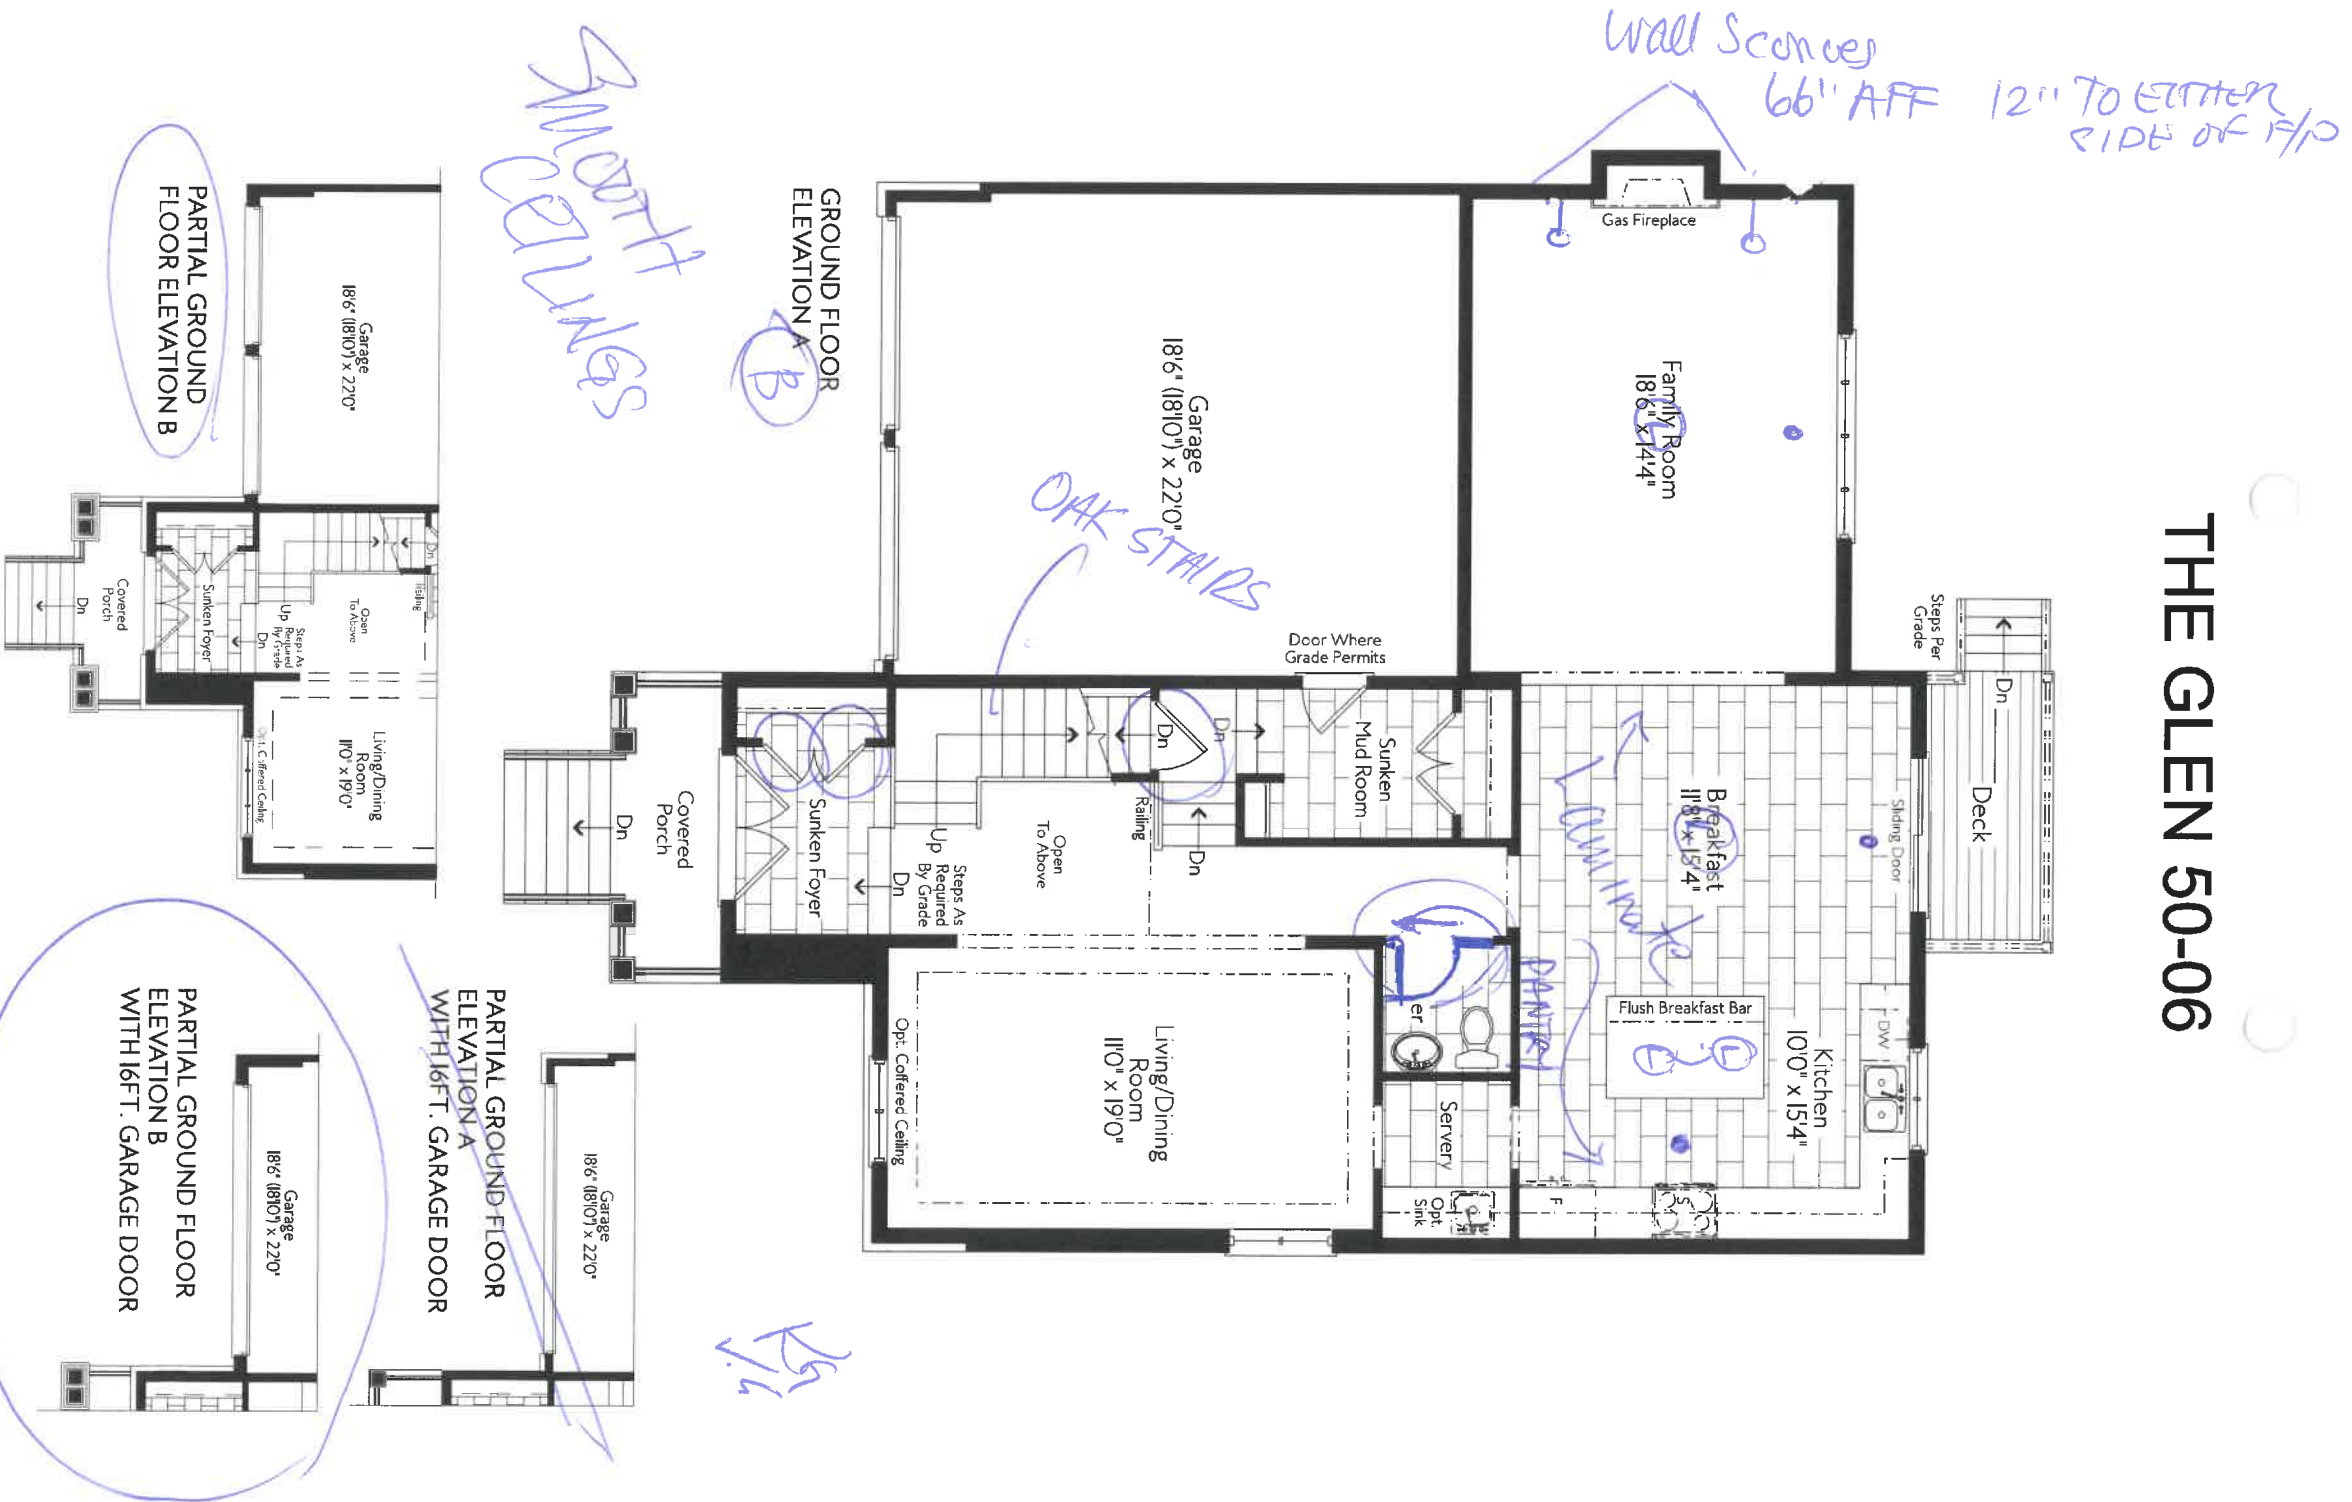 Wall Sconces
66" AFF 12" TO EITHER
SIDE OF F/P
THE GLEN 50-06
Gas Fireplace
Family Room
18'6" x 14'4"
Steps Per
Grade
Dn
Deck
Sliding Door
Breakfast
11'8" x 15'4"
Laminate
Flush Breakfast Bar
L
L
Kitchen
10'0" x 15'4"
DW
S
F
PANTRY
Servery
Opt.
Sink
er
Door Where
Grade Permits
Sunken
Mud Room
Dn
Dn
Dn
Railing
Open
To Above
Up
Steps As
Required
By Grade
Dn
Sunken Foyer
Covered
Porch
Dn
Living/Dining
Room
11'0" x 19'0"
Opt. Coffered Ceiling
Garage
18'6" (18'10") x 22'0"
OAK STAIRS
GROUND FLOOR
ELEVATION A
B
SMOOTH
CEILINGS
PARTIAL GROUND
FLOOR ELEVATION B
Garage
18'6" (18'10") x 22'0"
Dn
Railing
Open
To Above
Up
Steps As
Required
By Grade
Dn
Sunken Foyer
Covered
Porch
Dn
Living/Dining
Room
11'0" x 19'0"
Opt. Coffered Ceiling
PARTIAL GROUND FLOOR
ELEVATION A
WITH 16FT. GARAGE DOOR
Garage
18'6" (18'10") x 22'0"
PARTIAL GROUND FLOOR
ELEVATION B
WITH 16FT. GARAGE DOOR
Garage
18'6" (18'10") x 22'0"